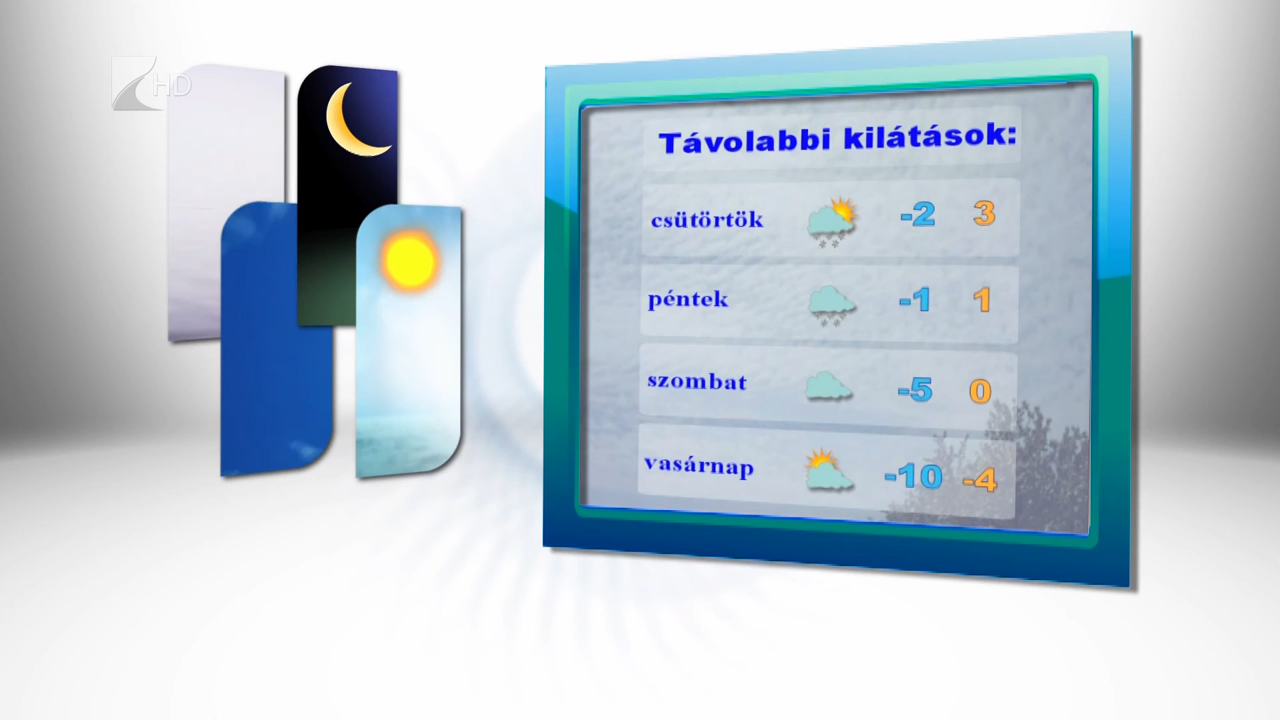 HD
Távolabbi kilátások:
csütörtök -2 3
péntek -1 1
szombat -5 0
vasárnap -10 -4